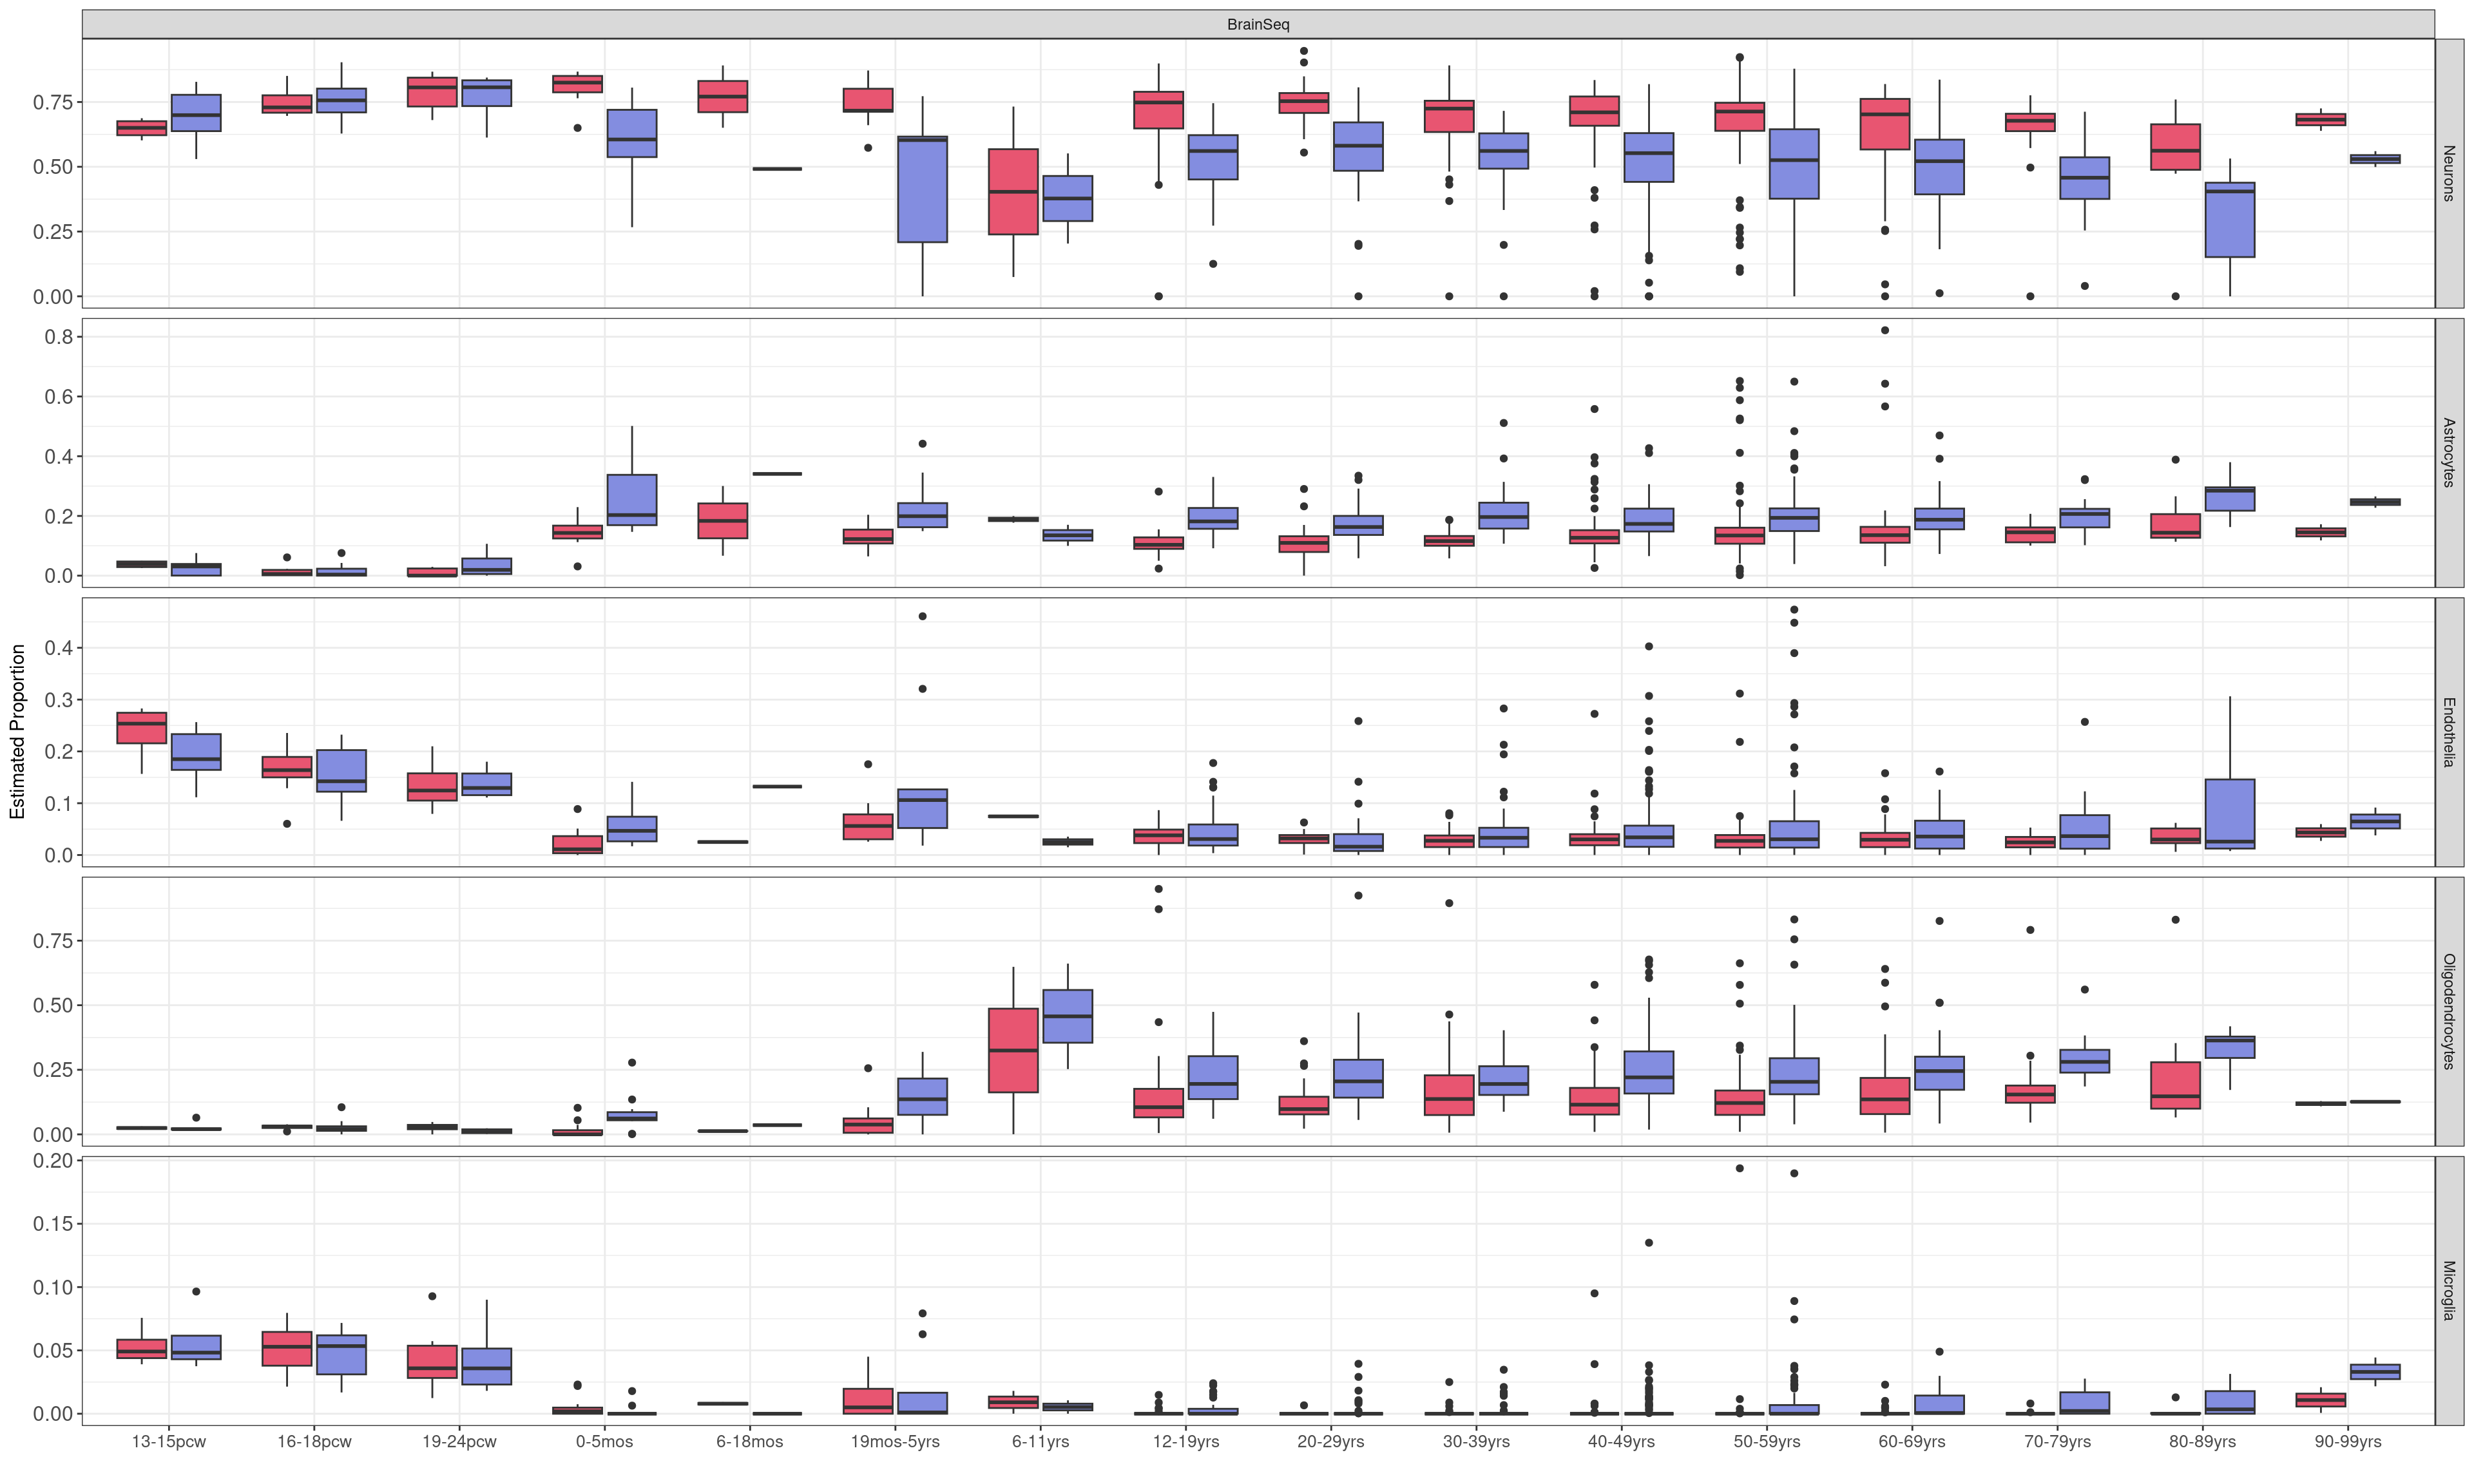 BrainSeq
Estimated Proportion
0.75
0.50
0.25
0.00
Neurons
0.8
0.6
0.4
0.2
0.0
Astrocytes
0.4
0.3
0.2
0.1
0.0
Endothelia
0.75
0.50
0.25
0.00
Oligodendrocytes
0.20
0.15
0.10
0.05
0.00
Microglia
13-15pcw 16-18pcw 19-24pcw 0-5mos 6-18mos 19mos-5yrs 6-11yrs 12-19yrs 20-29yrs 30-39yrs 40-49yrs 50-59yrs 60-69yrs 70-79yrs 80-89yrs 90-99yrs